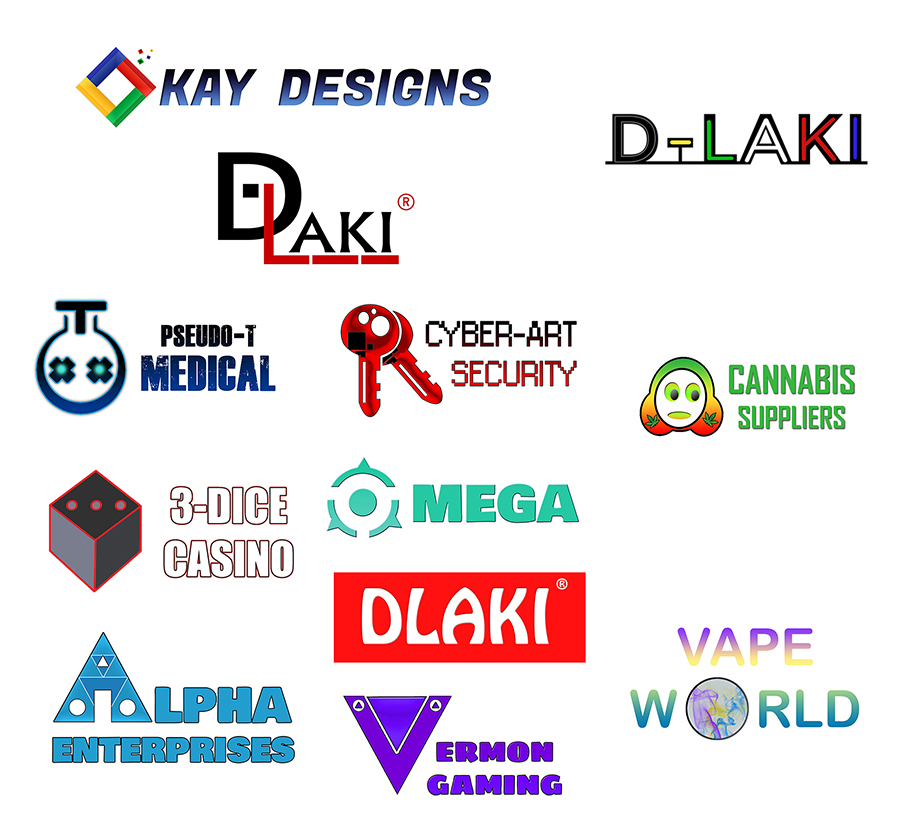 KAY DESIGNS
D-LAKI
DLAKI®
PSEUDO-T
MEDICAL
CYBER-ART
SECURITY
CANNABIS
SUPPLIERS
3-DICE
CASINO
MEGA
DLAKI®
ALPHA
ENTERPRISES
VERMON
GAMING
VAPE
WORLD